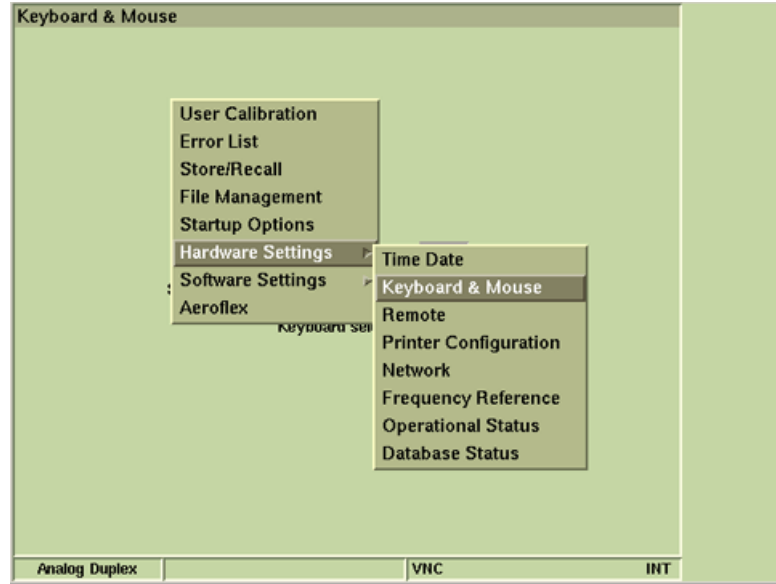 Keyboard & Mouse
User Calibration
Error List
Store/Recall
File Management
Startup Options
Hardware Settings
Software Settings
Aeroflex
Time Date
Keyboard & Mouse
Remote
Printer Configuration
Network
Frequency Reference
Operational Status
Database Status
Keyboard
Analog Duplex VNC INT